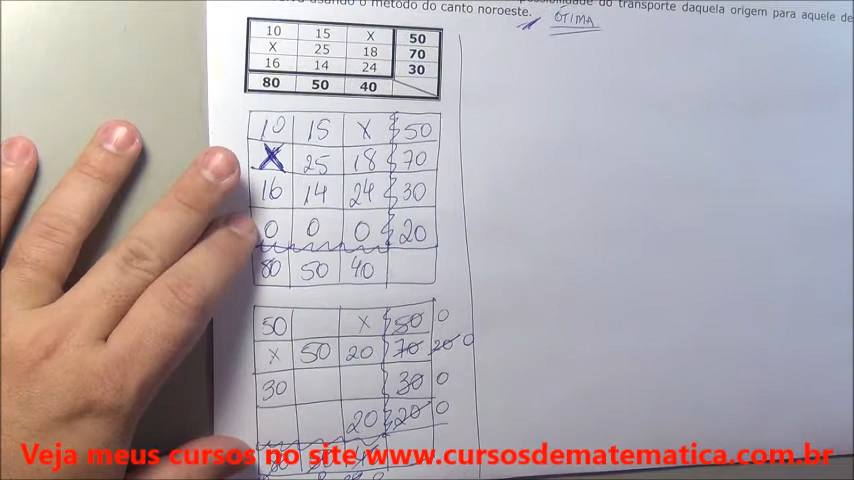 usando o método do canto noroeste.
possibilidade do transporte daquela origem para aquele de
ÓTIMA
10 15 X 50
X 25 18 70
16 14 24 30
80 50 40
10 15 X 50
X 25 18 70
16 14 24 30
0 0 0 20
80 50 40
50 X 50 0
X 50 20 70 20 0
30 30 0
20 20 0
Veja meus cursos no site www.cursosdematematica.com.br